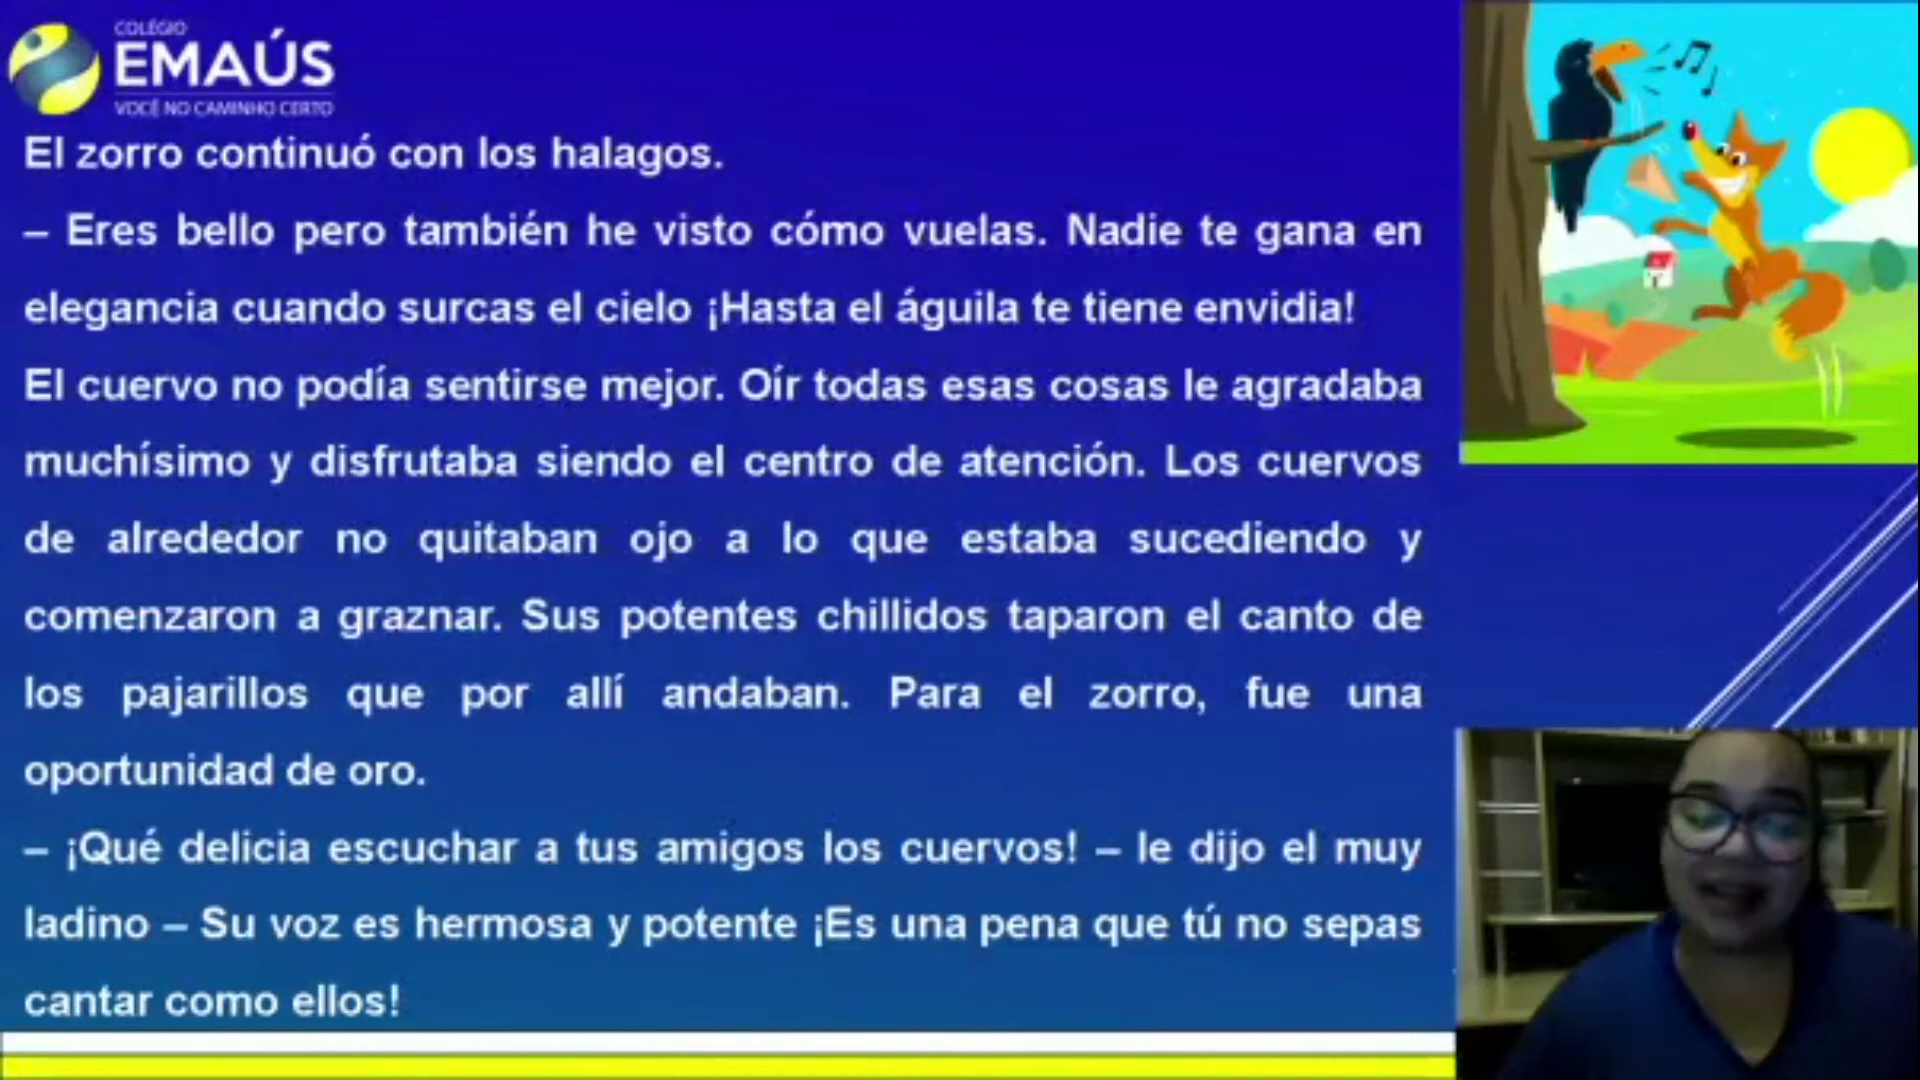 COLÉGIO
EMAÚS
VOCÊ NO CAMINHO CERTO
El zorro continuó con los halagos.
– Eres bello pero también he visto cómo vuelas. Nadie te gana en
elegancia cuando surcas el cielo ¡Hasta el águila te tiene envidia!
El cuervo no podía sentirse mejor. Oír todas esas cosas le agradaba
muchísimo y disfrutaba siendo el centro de atención. Los cuervos
de alrededor no quitaban ojo a lo que estaba sucediendo y
comenzaron a graznar. Sus potentes chillidos taparon el canto de
los pajarillos que por allí andaban. Para el zorro, fue una
oportunidad de oro.
– ¡Qué delicia escuchar a tus amigos los cuervos! – le dijo el muy
ladino – Su voz es hermosa y potente ¡Es una pena que tú no sepas
cantar como ellos!